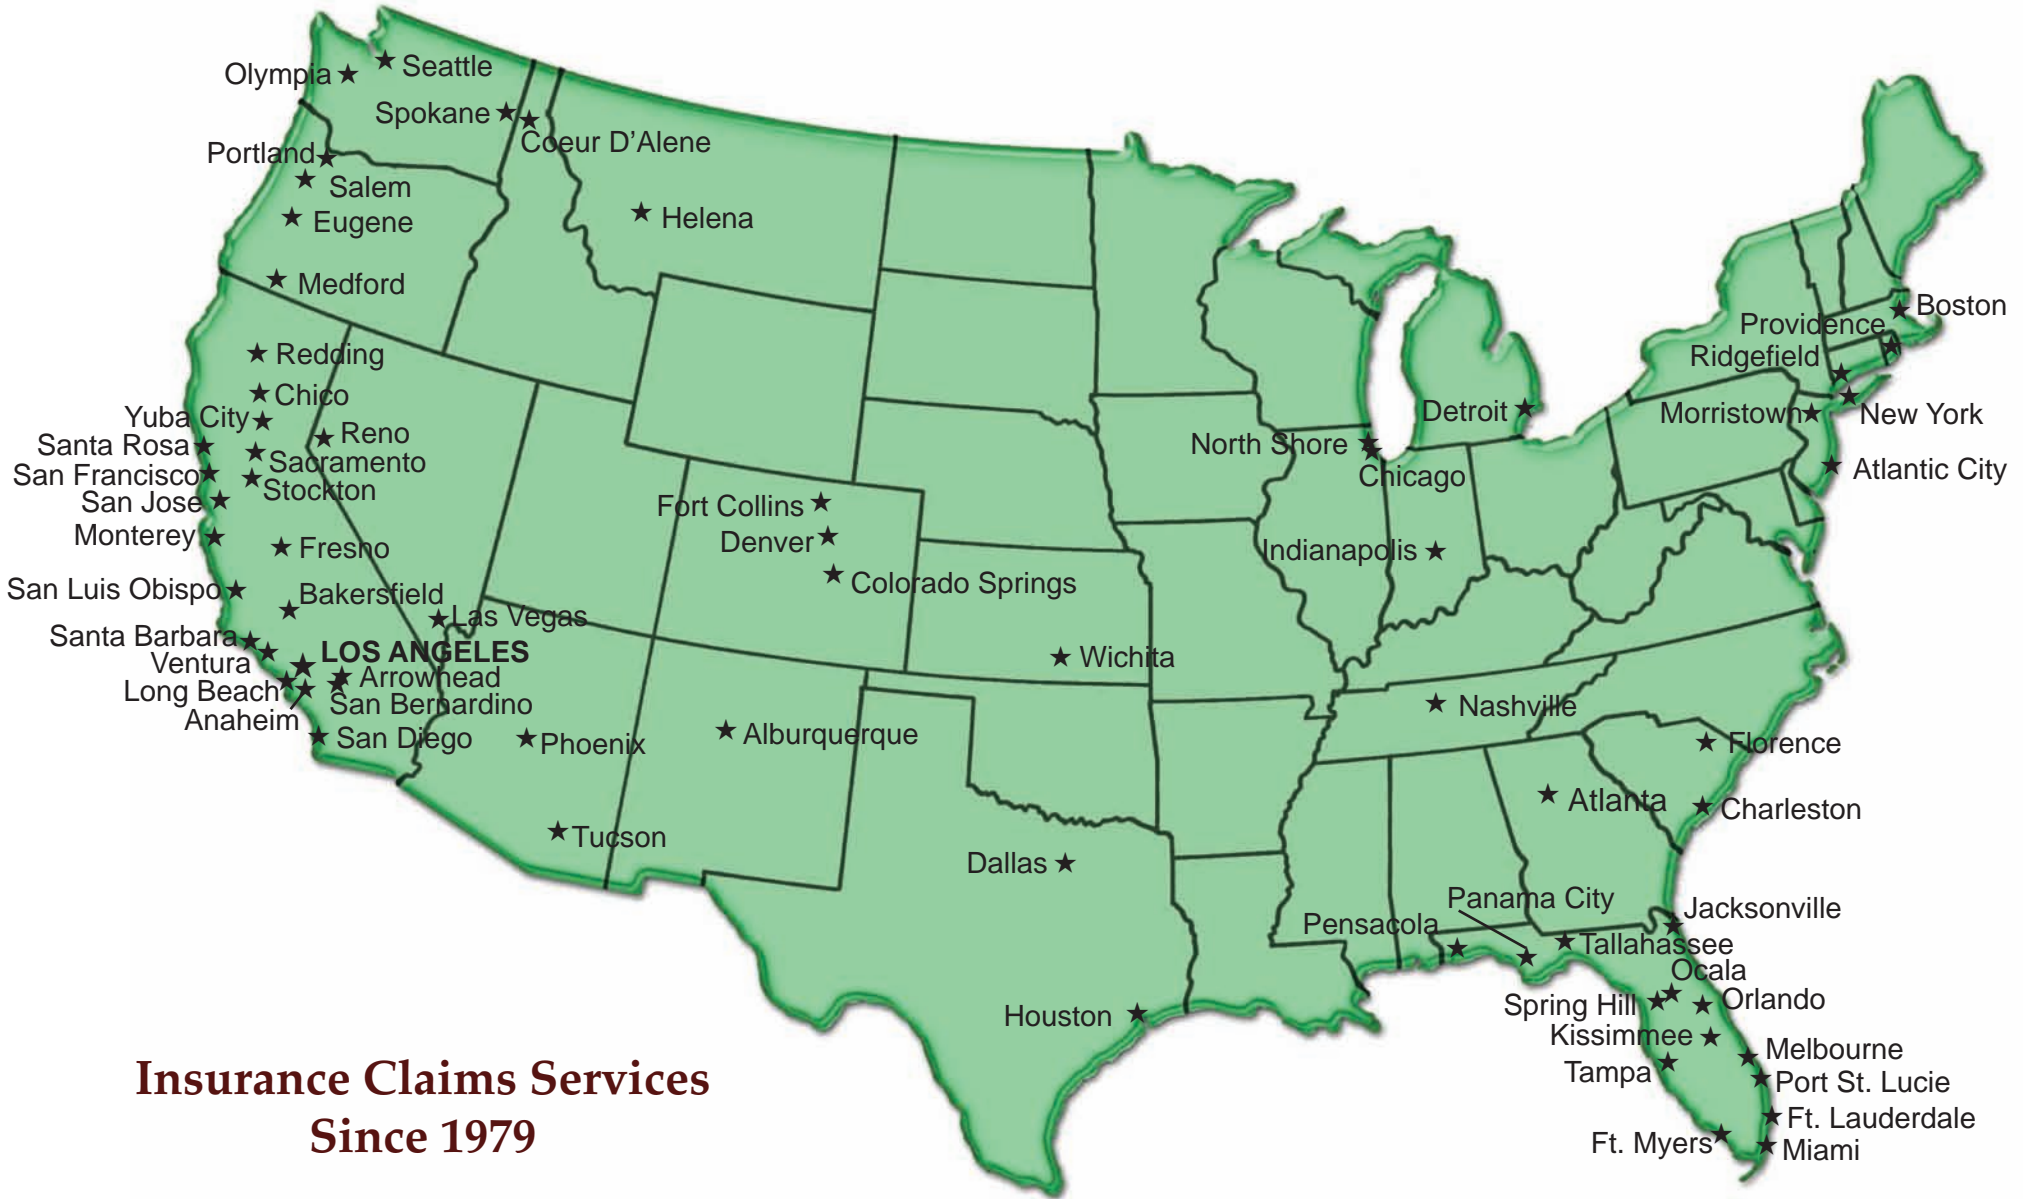 Seattle
Olympia
Spokane
Coeur D’Alene
Portland
Salem
Eugene
Helena
Medford
Redding
Chico
Yuba City
Reno
Santa Rosa
Sacramento
San Francisco
Stockton
San Jose
Monterey
Fresno
San Luis Obispo
Bakersfield
Las Vegas
Santa Barbara
LOS ANGELES
Ventura
Arrowhead
Long Beach
San Bernardino
Anaheim
San Diego
Phoenix
Tucson
Alburquerque
Fort Collins
Denver
Colorado Springs
Wichita
Dallas
Houston
North Shore
Chicago
Detroit
Indianapolis
Nashville
Boston
Providence
Ridgefield
Morristown
New York
Atlantic City
Florence
Atlanta
Charleston
Panama City
Pensacola
Jacksonville
Tallahassee
Ocala
Spring Hill
Orlando
Kissimmee
Melbourne
Tampa
Port St. Lucie
Ft. Lauderdale
Ft. Myers
Miami
Insurance Claims Services
Since 1979